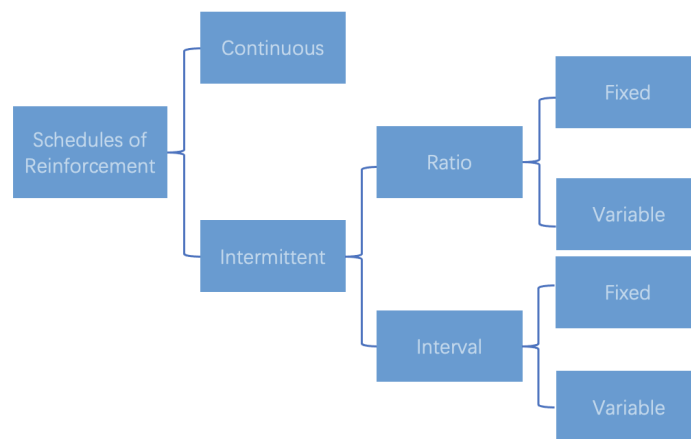 Schedules of
Reinforcement
Continuous
Intermittent
Ratio
Interval
Fixed
Variable
Fixed
Variable